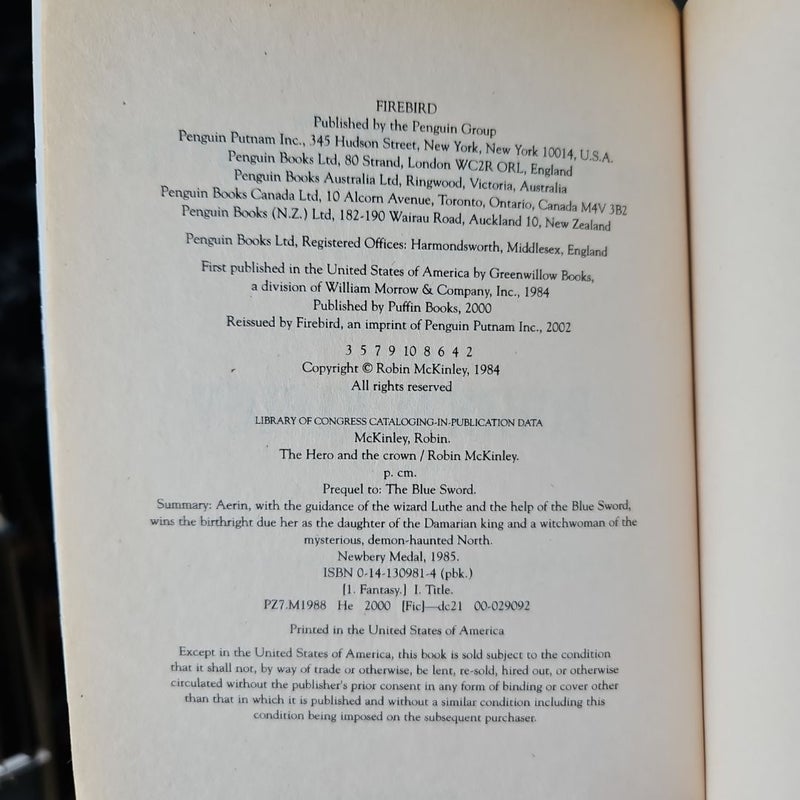 FIREBIRD
Published by the Penguin Group
Penguin Putnam Inc., 345 Hudson Street, New York, New York 10014, U.S.A.
Penguin Books Ltd, 80 Strand, London WC2R ORL, England
Penguin Books Australia Ltd, Ringwood, Victoria, Australia
Penguin Books Canada Ltd, 10 Alcorn Avenue, Toronto, Ontario, Canada M4V 3B2
Penguin Books (N.Z.) Ltd, 182-190 Wairau Road, Auckland 10, New Zealand
Penguin Books Ltd, Registered Offices: Harmondsworth, Middlesex, England
First published in the United States of America by Greenwillow Books,
a division of William Morrow & Company, Inc., 1984
Published by Puffin Books, 2000
Reissued by Firebird, an imprint of Penguin Putnam Inc., 2002
3 5 7 9 10 8 6 4 2
Copyright © Robin McKinley, 1984
All rights reserved
LIBRARY OF CONGRESS CATALOGING-IN-PUBLICATION DATA
McKinley, Robin.
The Hero and the crown / Robin McKinley.
p. cm.
Prequel to: The Blue Sword.
Summary: Aerin, with the guidance of the wizard Luthe and the help of the Blue Sword,
wins the birthright due her as the daughter of the Damarian king and a witchwoman of the
mysterious, demon-haunted North.
Newbery Medal, 1985.
ISBN 0-14-130981-4 (pbk.)
[1. Fantasy.] I. Title.
PZ7.M1988 He 2000 [Fic]—dc21 00-029092
Printed in the United States of America
Except in the United States of America, this book is sold subject to the condition
that it shall not, by way of trade or otherwise, be lent, re-sold, hired out, or otherwise
circulated without the publisher's prior consent in any form of binding or cover other
than that in which it is published and without a similar condition including this
condition being imposed on the subsequent purchaser.